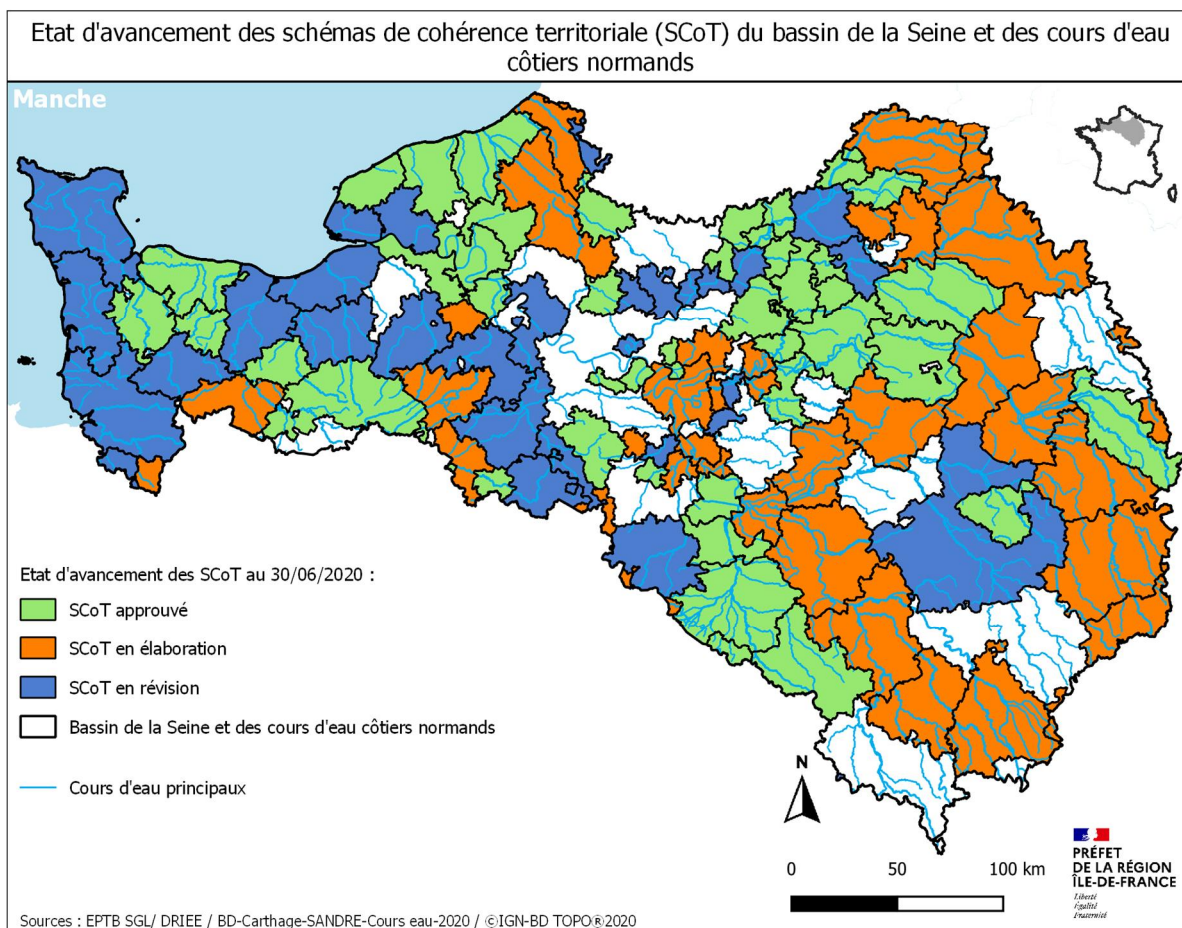 Etat d'avancement des schémas de cohérence territoriale (SCoT) du bassin de la Seine et des cours d'eau
côtiers normands
Manche
Etat d'avancement des SCoT au 30/06/2020 :
SCoT approuvé
SCoT en élaboration
SCoT en révision
Bassin de la Seine et des cours d'eau côtiers normands
Cours d'eau principaux
N
0 50 100 km
PRÉFET
DE LA RÉGION
ÎLE-DE-FRANCE
Liberté
Égalité
Fraternité
Sources : EPTB SGL/ DRIEE / BD-Carthage-SANDRE-Cours eau-2020 / ©IGN-BD TOPO®2020